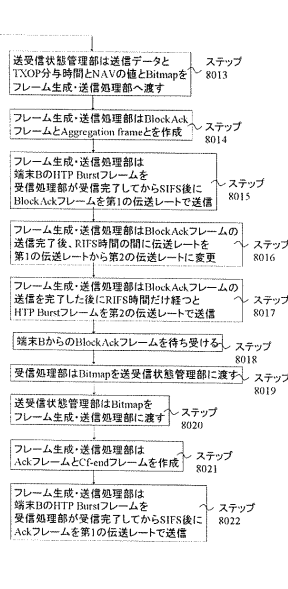 送受信状態管理部は送信データと
TXOP分与時間とNAVの値とBitmapを
フレーム生成・送信処理部へ渡す
ステップ
8013
フレーム生成・送信処理部はBlockAck
フレームとAggregation frameとを作成
ステップ
8014
フレーム生成・送信処理部は
端末BのHTP Burstフレームを
受信処理部が受信完了してからSIFS後に
BlockAckフレームを第1の伝送レートで送信
ステップ
8015
フレーム生成・送信処理部はBlockAckフレームの
送信完了後、RIFS時間の間に伝送レートを
第1の伝送レートから第2の伝送レートに変更
ステップ
8016
フレーム生成・送信処理部はBlockAckフレームの
送信を完了した後にRIFS時間だけ経つと
HTP Burstフレームを第2の伝送レートで送信
ステップ
8017
端末BからのBlockAckフレームを待ち受ける
ステップ
8018
受信処理部はBitmapを送受信状態管理部に渡す
ステップ
8019
送受信状態管理部はBitmapを
フレーム生成・送信処理部に渡す
ステップ
8020
フレーム生成・送信処理部は
AckフレームとCf-endフレームを作成
ステップ
8021
フレーム生成・送信処理部は
端末BのHTP Burstフレームを
受信処理部が受信完了してからSIFS後に
Ackフレームを第1の伝送レートで送信
ステップ
8022